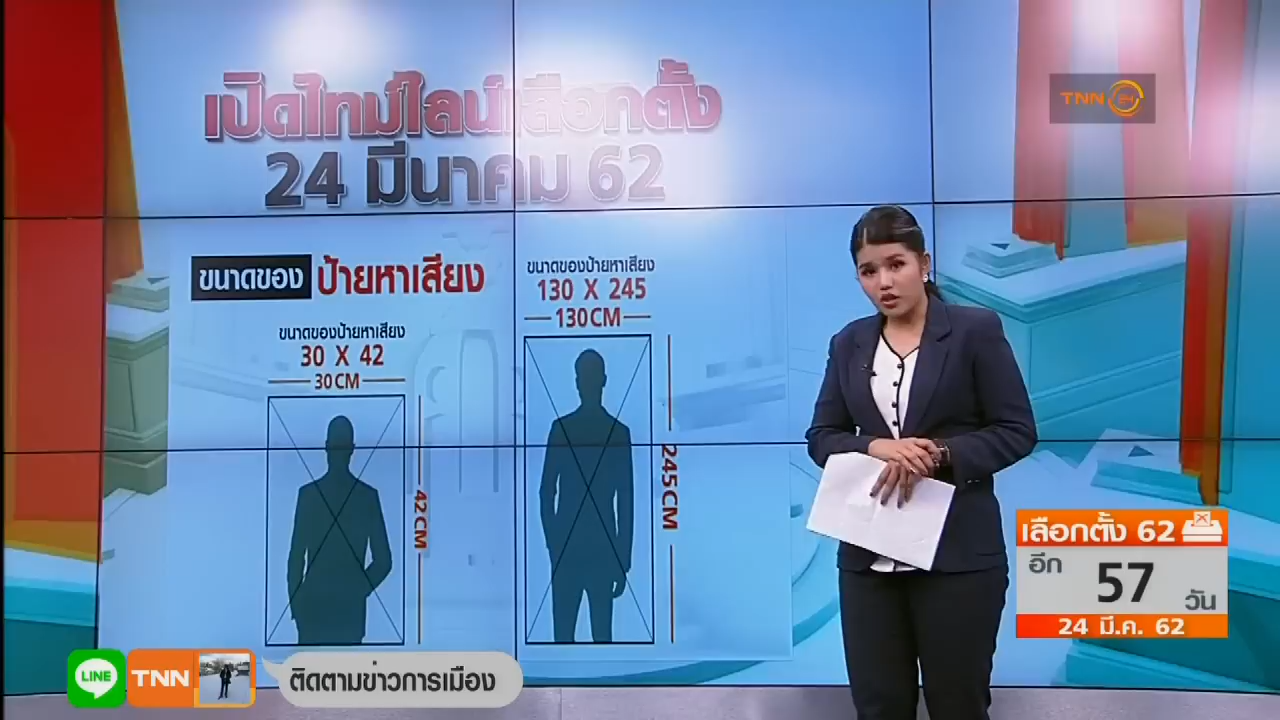 เปิดไทม์ไลน์เลือกตั้ง
24 มีนาคม 62
TNN 24
ขนาดของ ป้ายหาเสียง
ขนาดของป้ายหาเสียง
30 X 42
30CM
42CM
ขนาดของป้ายหาเสียง
130 X 245
130CM
245CM
เลือกตั้ง 62
อีก 57 วัน
24 มี.ค. 62
LINE TNN ติดตามข่าวการเมือง